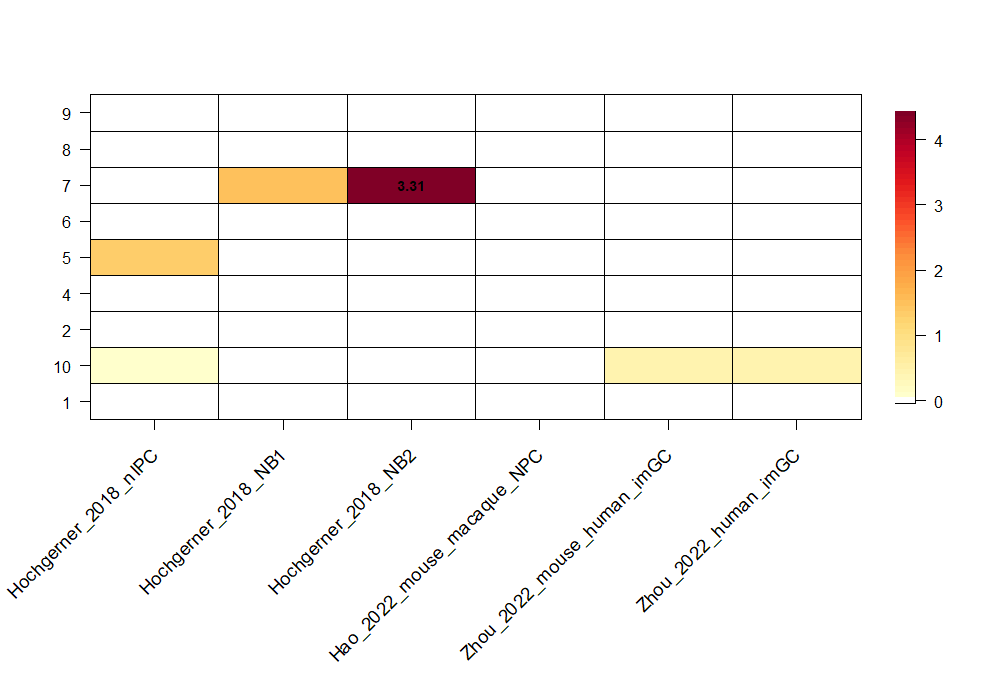 9
8
7
6
5
4
2
10
1
3.31
4
3
2
1
0
Hochgerner_2018_nIPC
Hochgerner_2018_NB1
Hochgerner_2018_NB2
Hao_2022_mouse_macaque_NPC
Zhou_2022_mouse_human_imGC
Zhou_2022_human_imGC